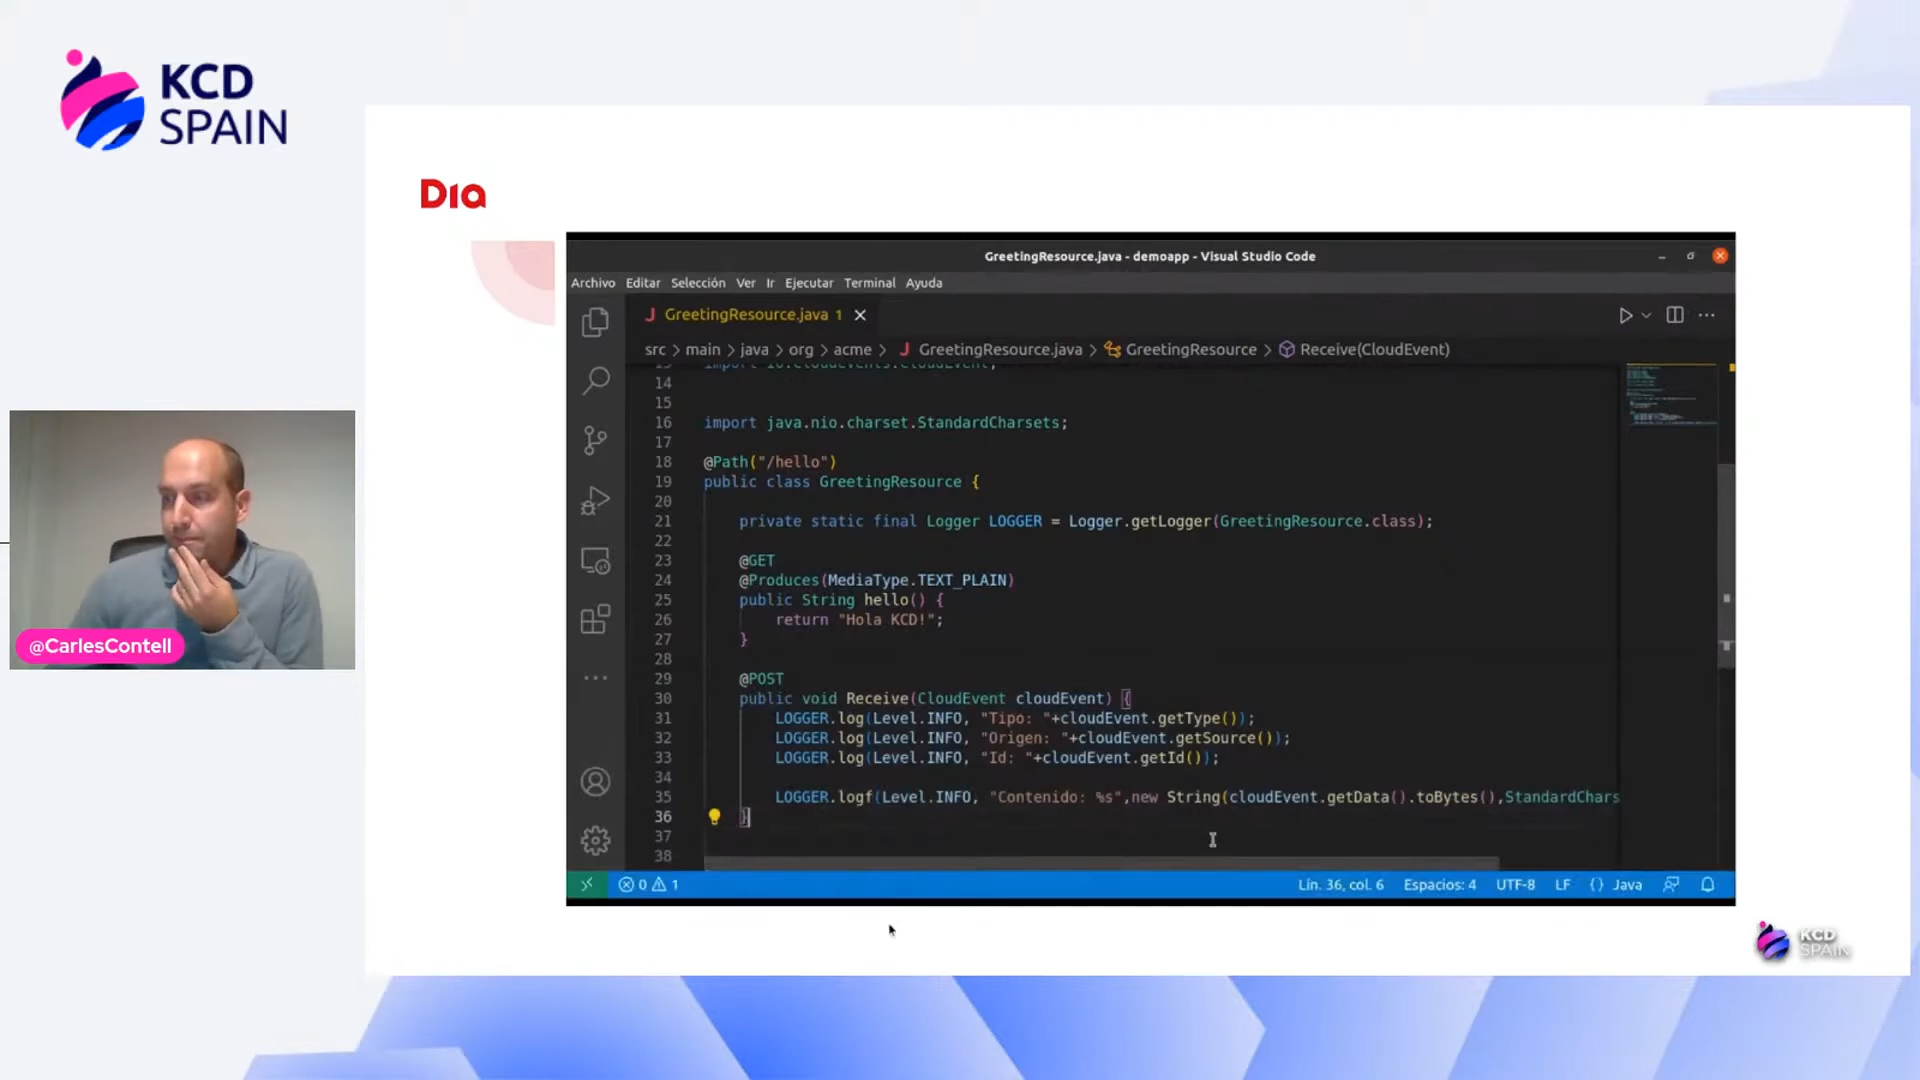 KCD
SPAIN
Dia
GreetingResource.java - demoapp - Visual Studio Code
Archivo Editar Selección Ver Ir Ejecutar Terminal Ayuda
GreetingResource.java 1
src > main > java > org > acme > GreetingResource.java > GreetingResource > Receive(CloudEvent)
13 import io.cloudevents.CloudEvent;
14
15
16 import java.nio.charset.StandardCharsets;
17
18 @Path("/hello")
19 public class GreetingResource {
20
21 private static final Logger LOGGER = Logger.getLogger(GreetingResource.class);
22
23 @GET
24 @Produces(MediaType.TEXT_PLAIN)
25 public String hello() {
26 return "Hola KCD!";
27 }
28
29 @POST
30 public void Receive(CloudEvent cloudEvent) {
31 LOGGER.log(Level.INFO, "Tipo: "+cloudEvent.getType());
32 LOGGER.log(Level.INFO, "Origen: "+cloudEvent.getSource());
33 LOGGER.log(Level.INFO, "Id: "+cloudEvent.getId());
34
35 LOGGER.logf(Level.INFO, "Contenido: %s",new String(cloudEvent.getData().toBytes(),StandardChars
36 }
37
38
0 1
Lín. 36, col. 6 Espacios: 4 UTF-8 LF {} Java
@CarlesContell
KCD
SPAIN